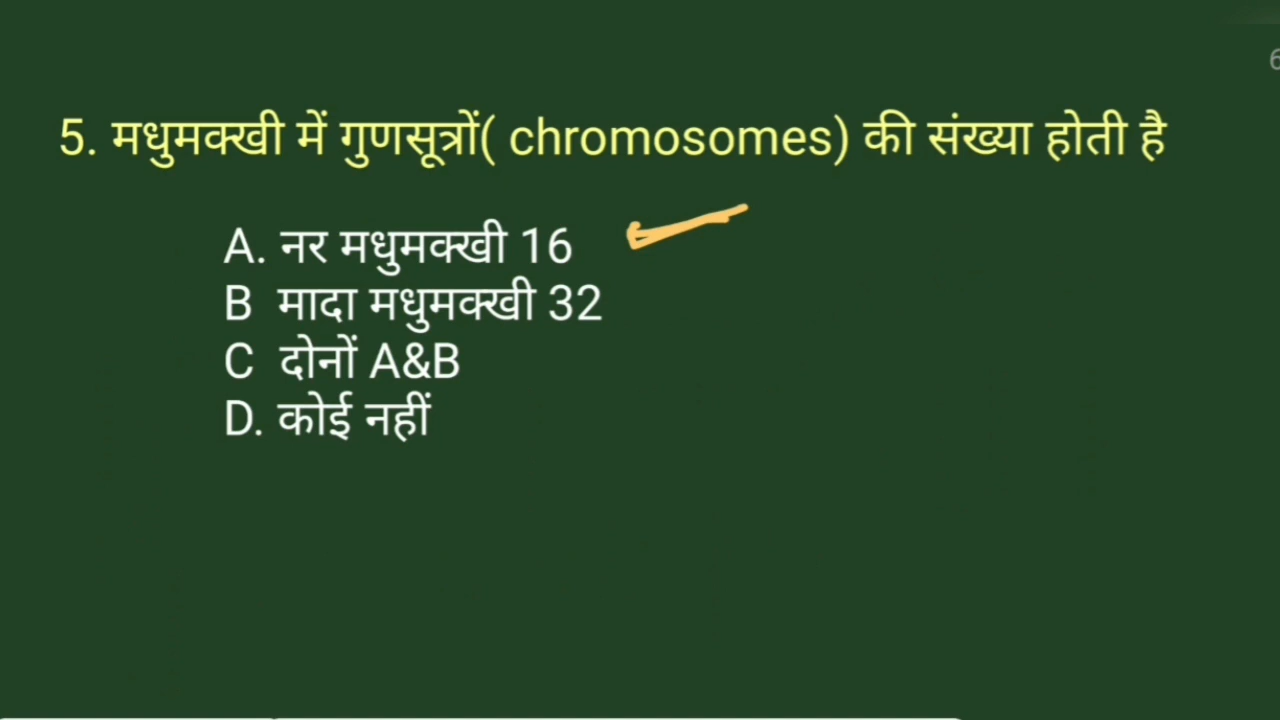 5. मधुमक्खी में गुणसूत्रों( chromosomes) की संख्या होती है
A. नर मधुमक्खी 16
B मादा मधुमक्खी 32
C दोनों A&B
D. कोई नहीं